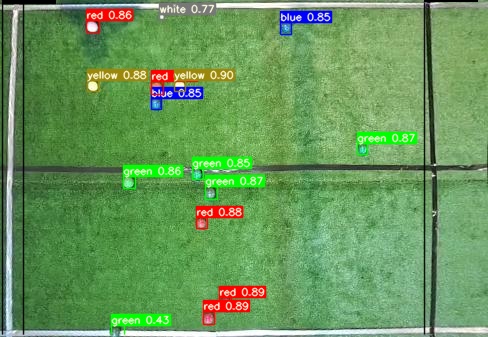 white 0.77
red 0.86
blue 0.85
yellow 0.88
red
yellow 0.90
blue 0.85
green 0.87
green 0.85
green 0.86
green 0.87
red 0.88
red 0.89
red 0.89
green 0.43